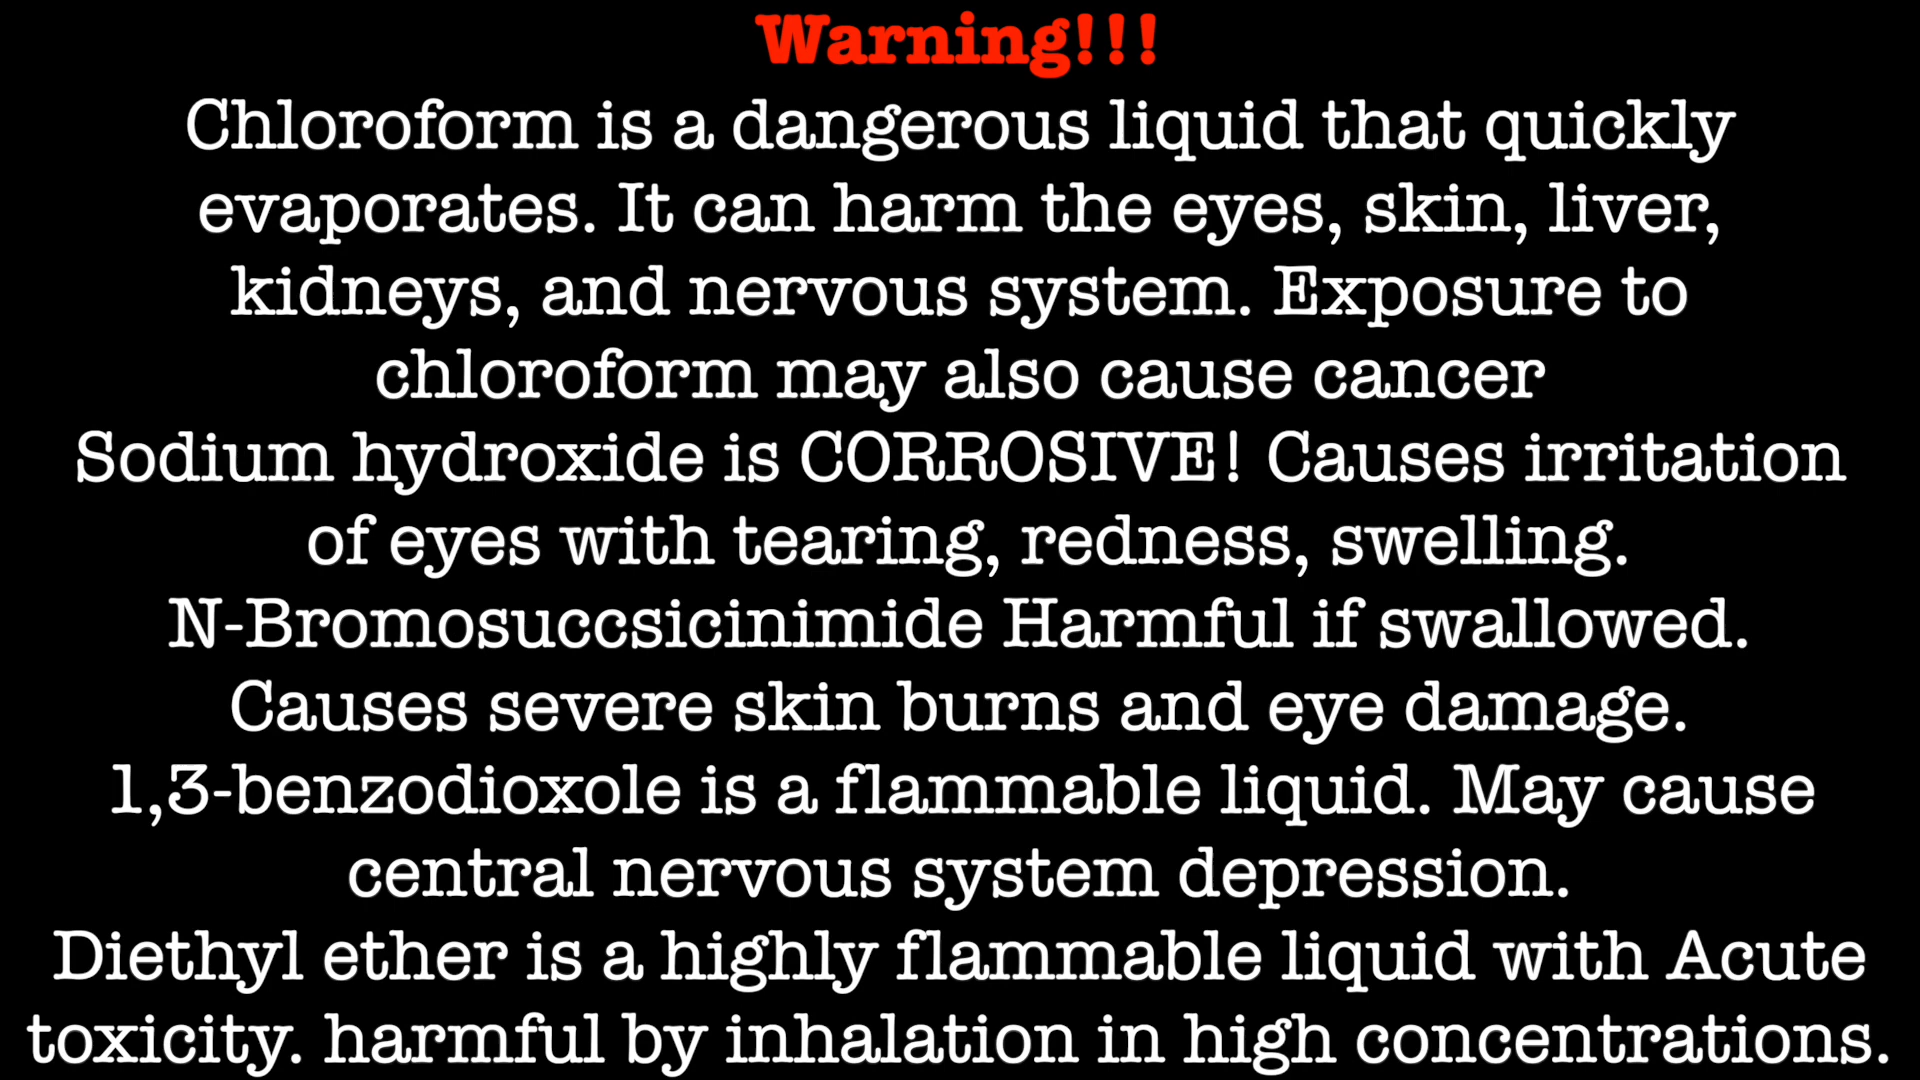 Warning!!!
Chloroform is a dangerous liquid that quickly
evaporates. It can harm the eyes, skin, liver,
kidneys, and nervous system. Exposure to
chloroform may also cause cancer
Sodium hydroxide is CORROSIVE! Causes irritation
of eyes with tearing, redness, swelling.
N-Bromosuccsicinimide Harmful if swallowed.
Causes severe skin burns and eye damage.
1,3-benzodioxole is a flammable liquid. May cause
central nervous system depression.
Diethyl ether is a highly flammable liquid with Acute
toxicity. harmful by inhalation in high concentrations.